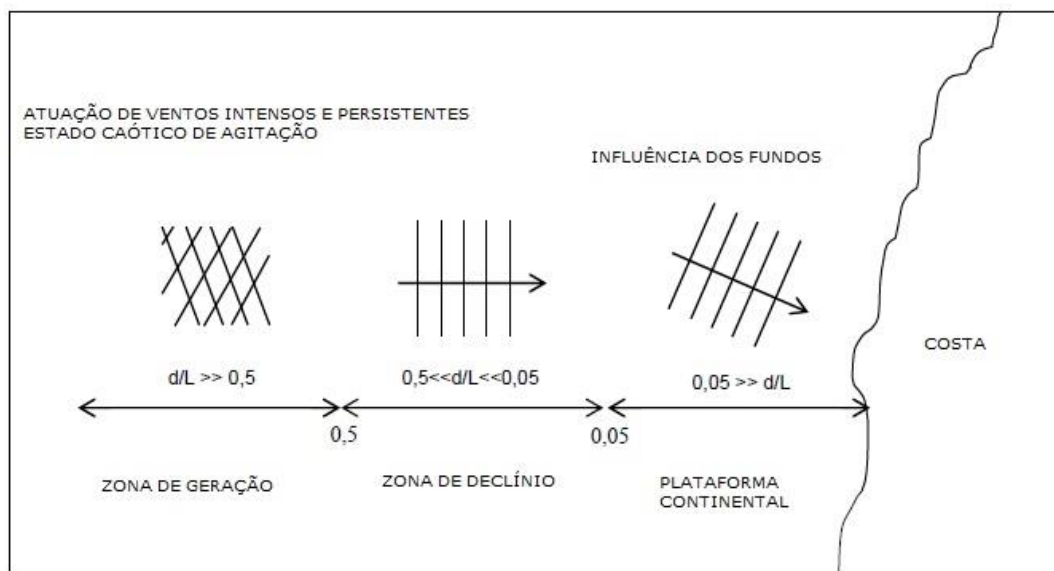 ATUAÇÃO DE VENTOS INTENSOS E PERSISTENTES
ESTADO CAÓTICO DE AGITAÇÃO
INFLUÊNCIA DOS FUNDOS
COSTA
d/L >> 0,5
0,5<<d/L<<0,05
0,05 >> d/L
0,5
0,05
ZONA DE GERAÇÃO
ZONA DE DECLÍNIO
PLATAFORMA
CONTINENTAL